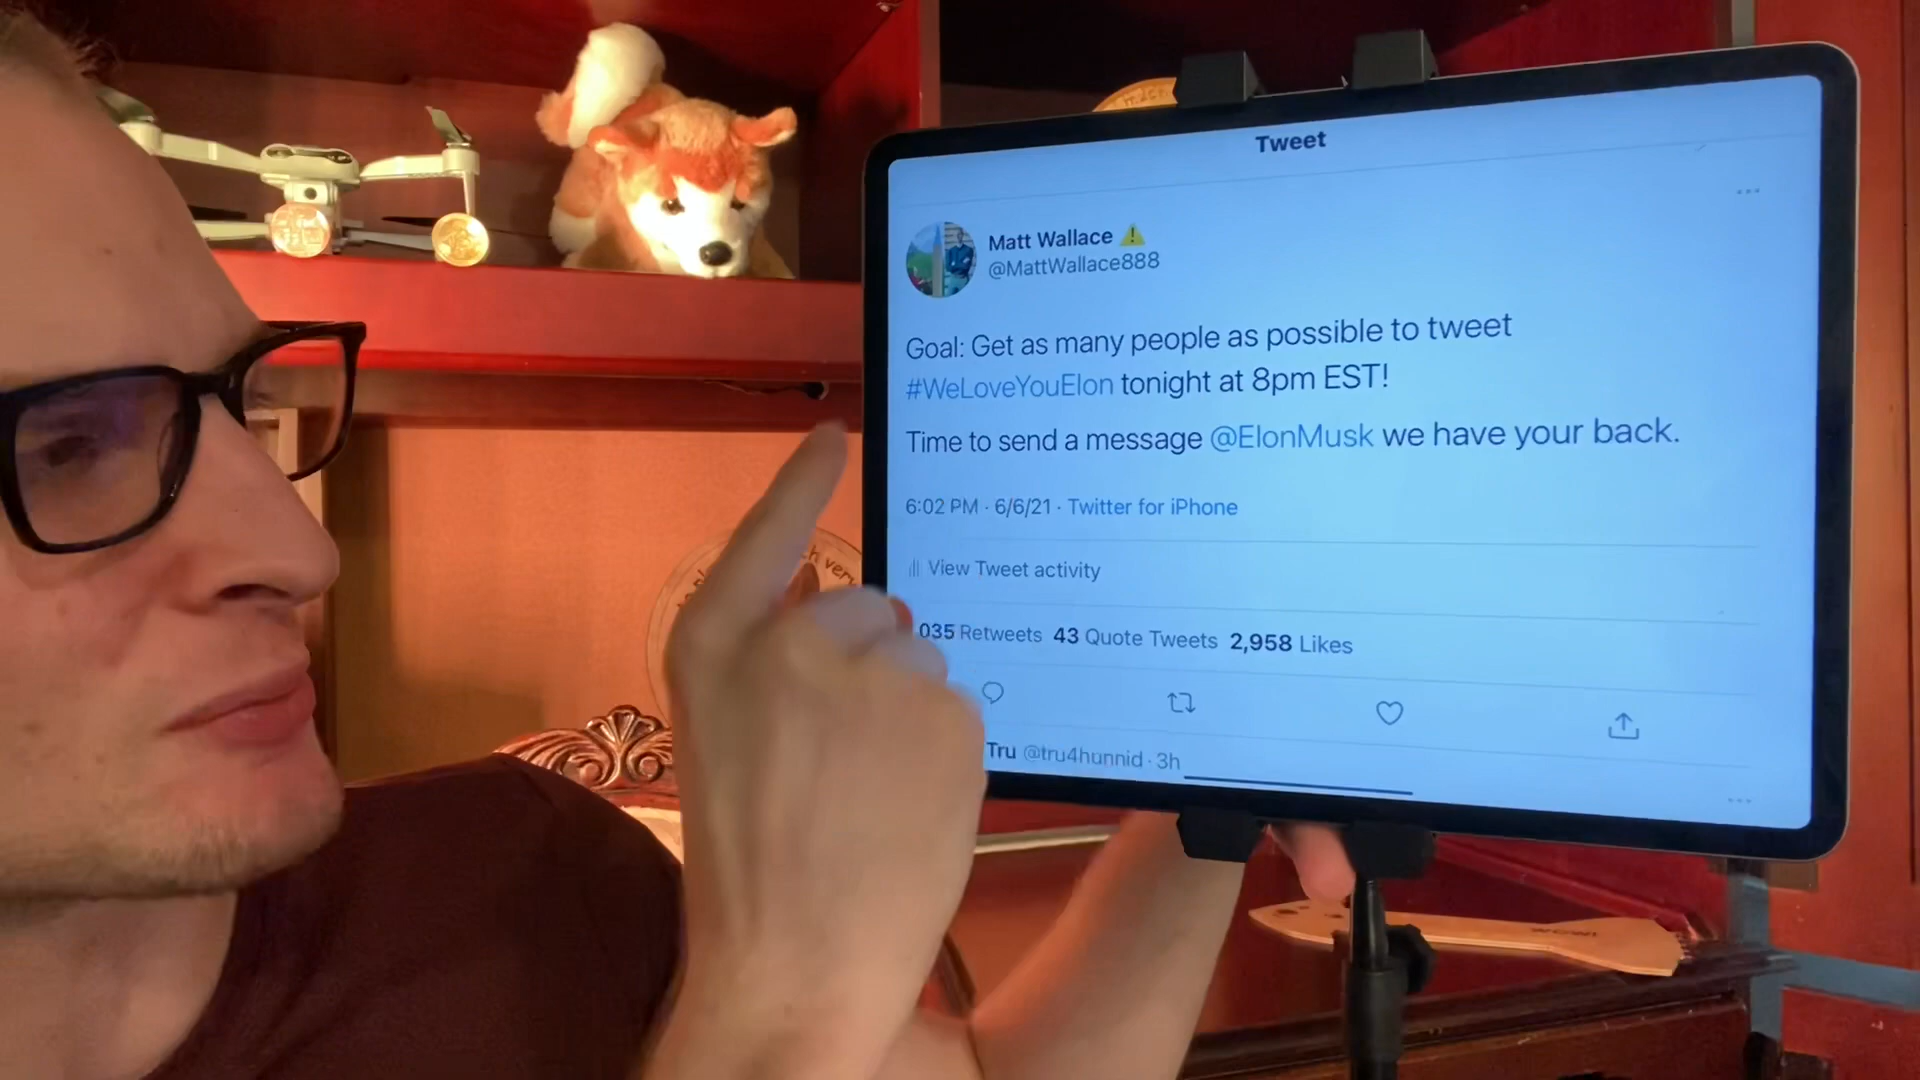 Tweet
Matt Wallace ⚠️
@MattWallace888
Goal: Get as many people as possible to tweet
#WeLoveYouElon tonight at 8pm EST!
Time to send a message @ElonMusk we have your back.
6:02 PM · 6/6/21 · Twitter for iPhone
View Tweet activity
035 Retweets 43 Quote Tweets 2,958 Likes
Tru @tru4hunnid · 3h
very
WOW!